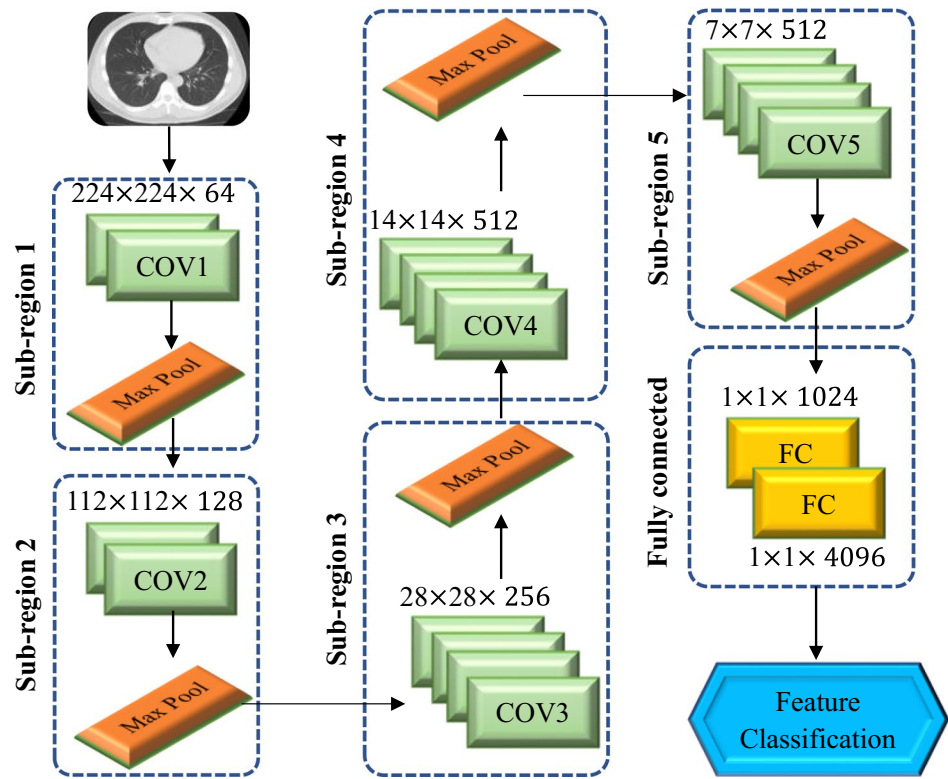 Sub-region 1
224×224× 64
COV1
Max Pool
Sub-region 2
112×112× 128
COV2
Max Pool
Sub-region 3
28×28× 256
COV3
Max Pool
Sub-region 4
14×14× 512
COV4
Max Pool
Sub-region 5
7×7× 512
COV5
Max Pool
Fully connected
1×1× 1024
FC
FC
1×1× 4096
Feature
Classification